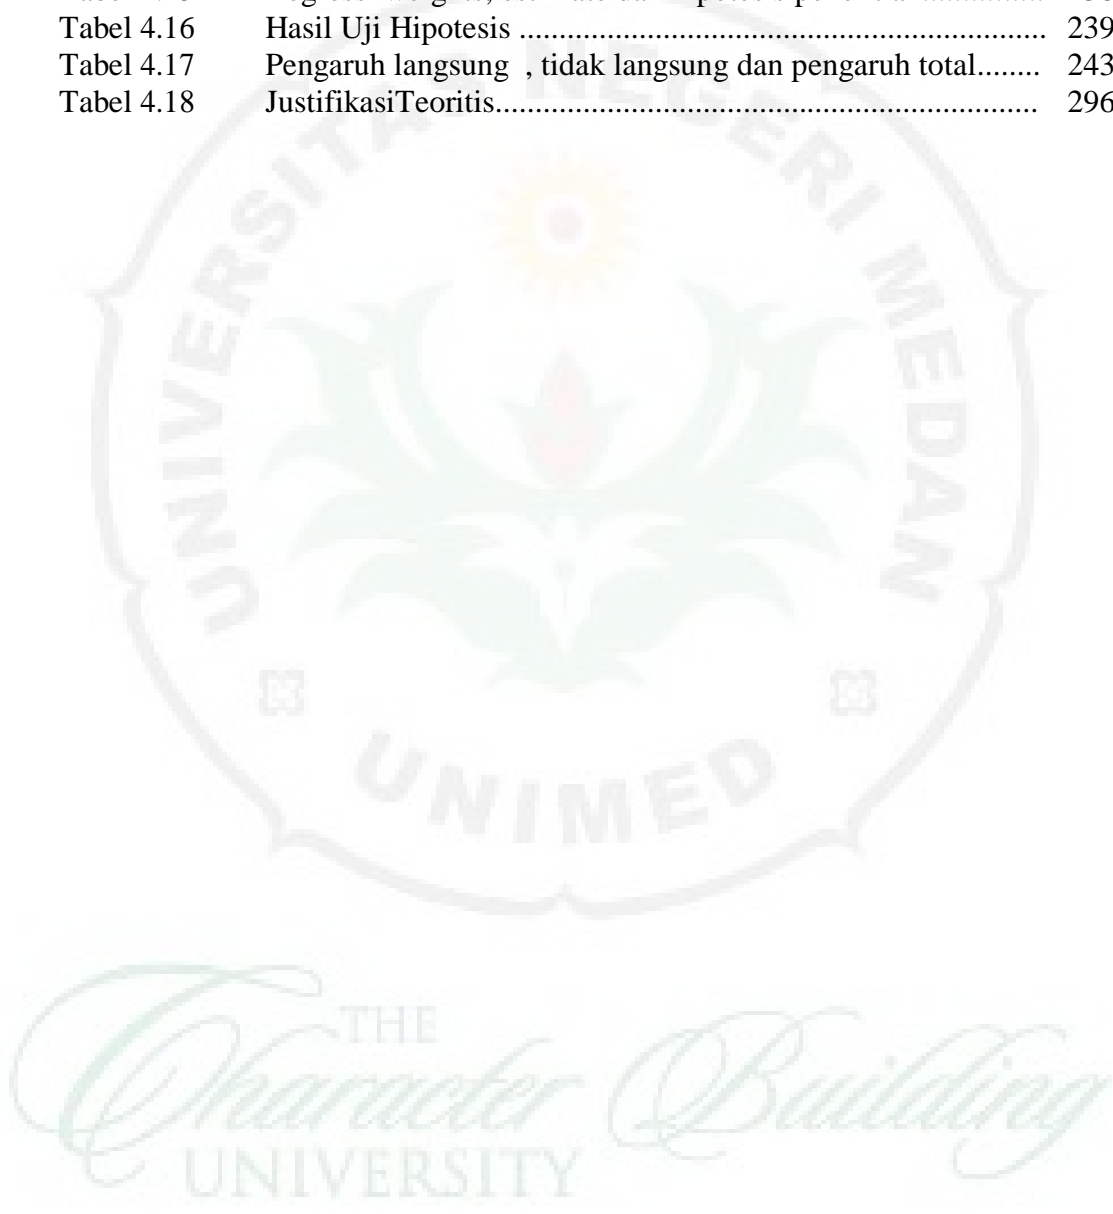 Tabel 4.16 Hasil Uji Hipotesis .................................................................. 239
Tabel 4.17 Pengaruh langsung , tidak langsung dan pengaruh total........ 243
Tabel 4.18 JustifikasiTeoritis.................................................................... 296
UNIVERSITAS NEGERI MEDAN
UNIMED
THE
Character Building
UNIVERSITY